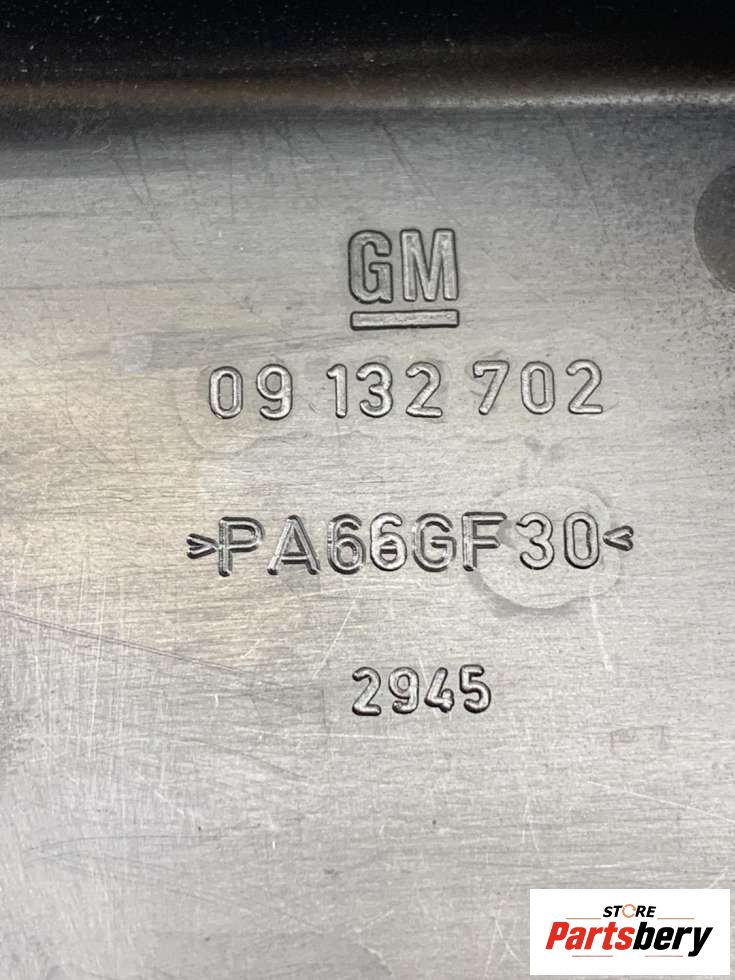 GM
09 132 702
>PA66GF30<
2945
STORE
Partsbery